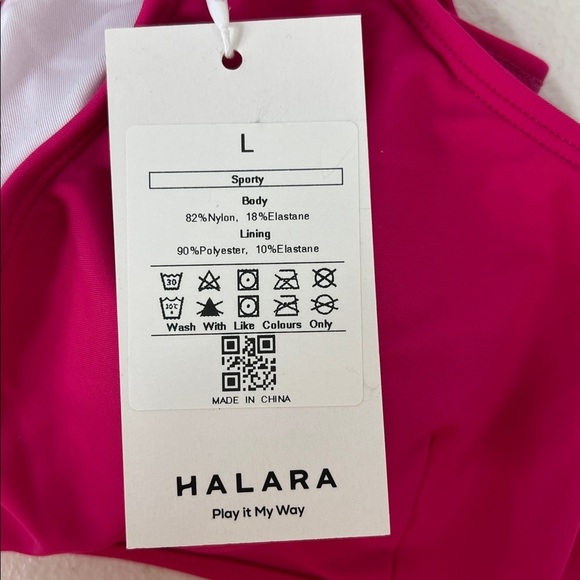 L
Sporty
Body
82%Nylon, 18%Elastane
Lining
90%Polyester, 10%Elastane
30
30℃
Wash With Like Colours Only
MADE IN CHINA
HALARA
Play it My Way